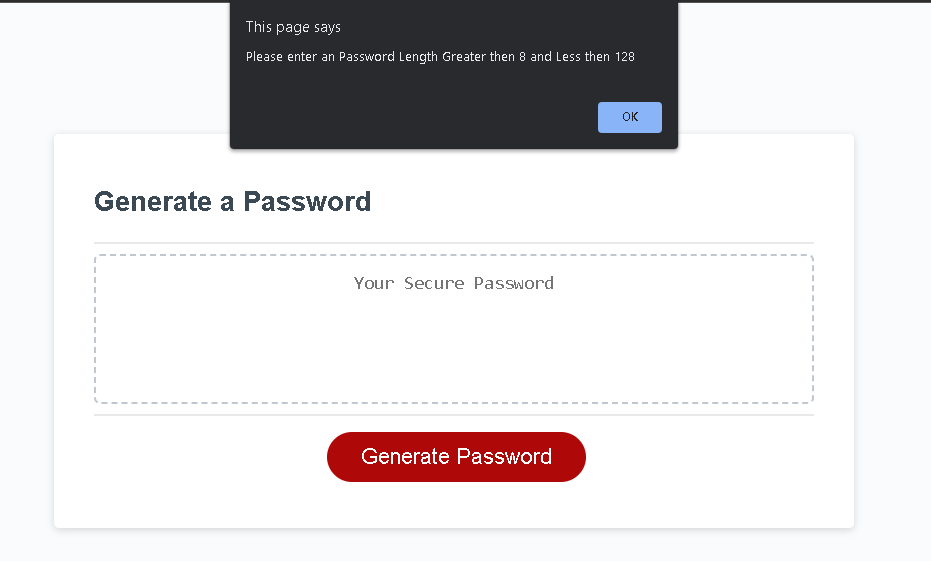 This page says
Please enter an Password Length Greater then 8 and Less then 128
OK
Generate a Password
Your Secure Password
Generate Password